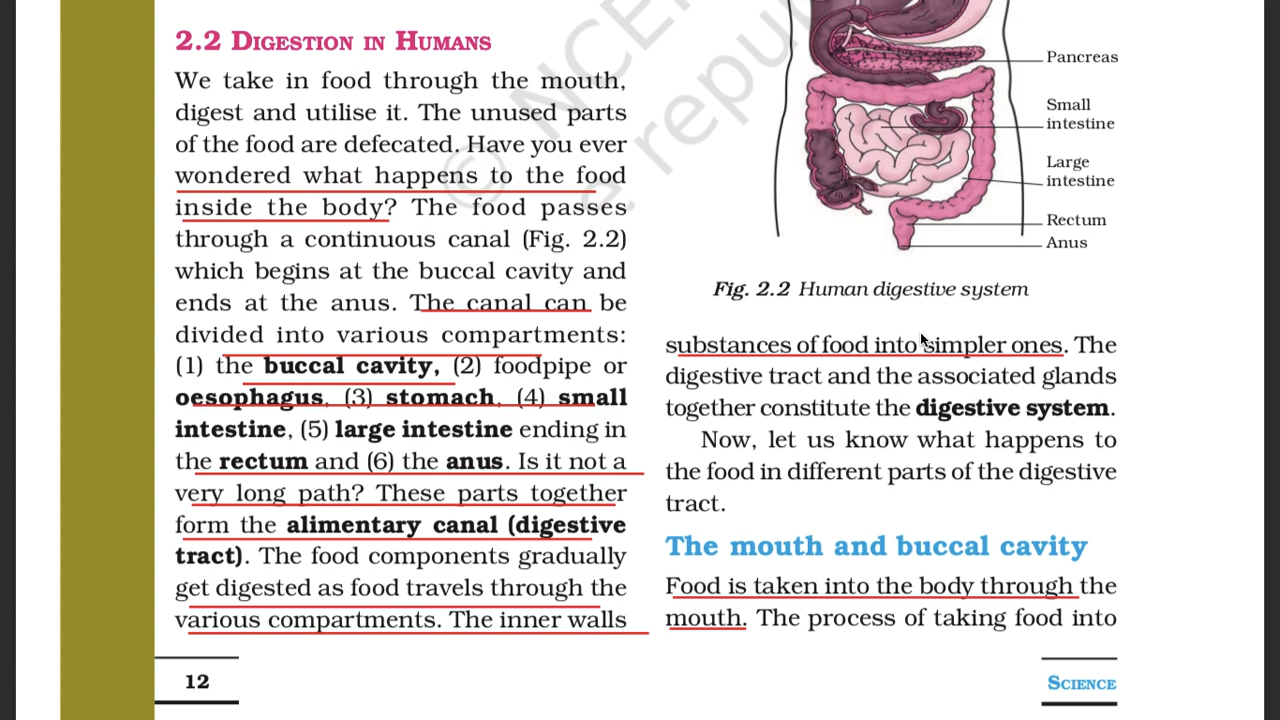 2.2 DIGESTION IN HUMANS
We take in food through the mouth,
digest and utilise it. The unused parts
of the food are defecated. Have you ever
wondered what happens to the food
inside the body? The food passes
through a continuous canal (Fig. 2.2)
which begins at the buccal cavity and
ends at the anus. The canal can be
divided into various compartments:
(1) the buccal cavity, (2) foodpipe or
oesophagus, (3) stomach, (4) small
intestine, (5) large intestine ending in
the rectum and (6) the anus. Is it not a
very long path? These parts together
form the alimentary canal (digestive
tract). The food components gradually
get digested as food travels through the
various compartments. The inner walls
Pancreas
Small
intestine
Large
intestine
Rectum
Anus
Fig. 2.2 Human digestive system
substances of food into simpler ones. The
digestive tract and the associated glands
together constitute the digestive system.
Now, let us know what happens to
the food in different parts of the digestive
tract.
The mouth and buccal cavity
Food is taken into the body through the
mouth. The process of taking food into
12
SCIENCE